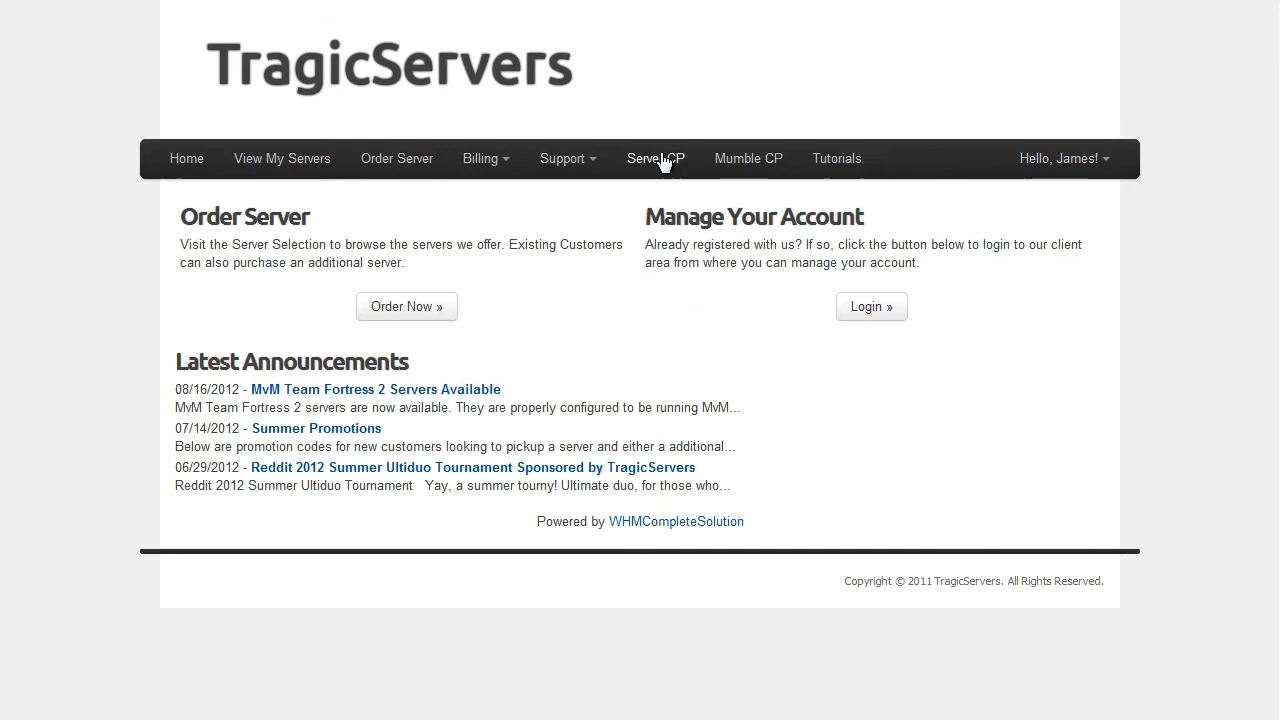 TragicServers
Home View My Servers Order Server Billing Support Server CP Mumble CP Tutorials Hello, James!
Order Server
Visit the Server Selection to browse the servers we offer. Existing Customers
can also purchase an additional server.
Order Now »
Manage Your Account
Already registered with us? If so, click the button below to login to our client
area from where you can manage your account.
Login »
Latest Announcements
08/16/2012 - MvM Team Fortress 2 Servers Available
MvM Team Fortress 2 servers are now available. They are properly configured to be running MvM...
07/14/2012 - Summer Promotions
Below are promotion codes for new customers looking to pickup a server and either a additional...
06/29/2012 - Reddit 2012 Summer Ultiduo Tournament Sponsored by TragicServers
Reddit 2012 Summer Ultiduo Tournament Yay, a summer tourny! Ultimate duo, for those who...
Powered by WHMCompleteSolution
Copyright © 2011 TragicServers. All Rights Reserved.